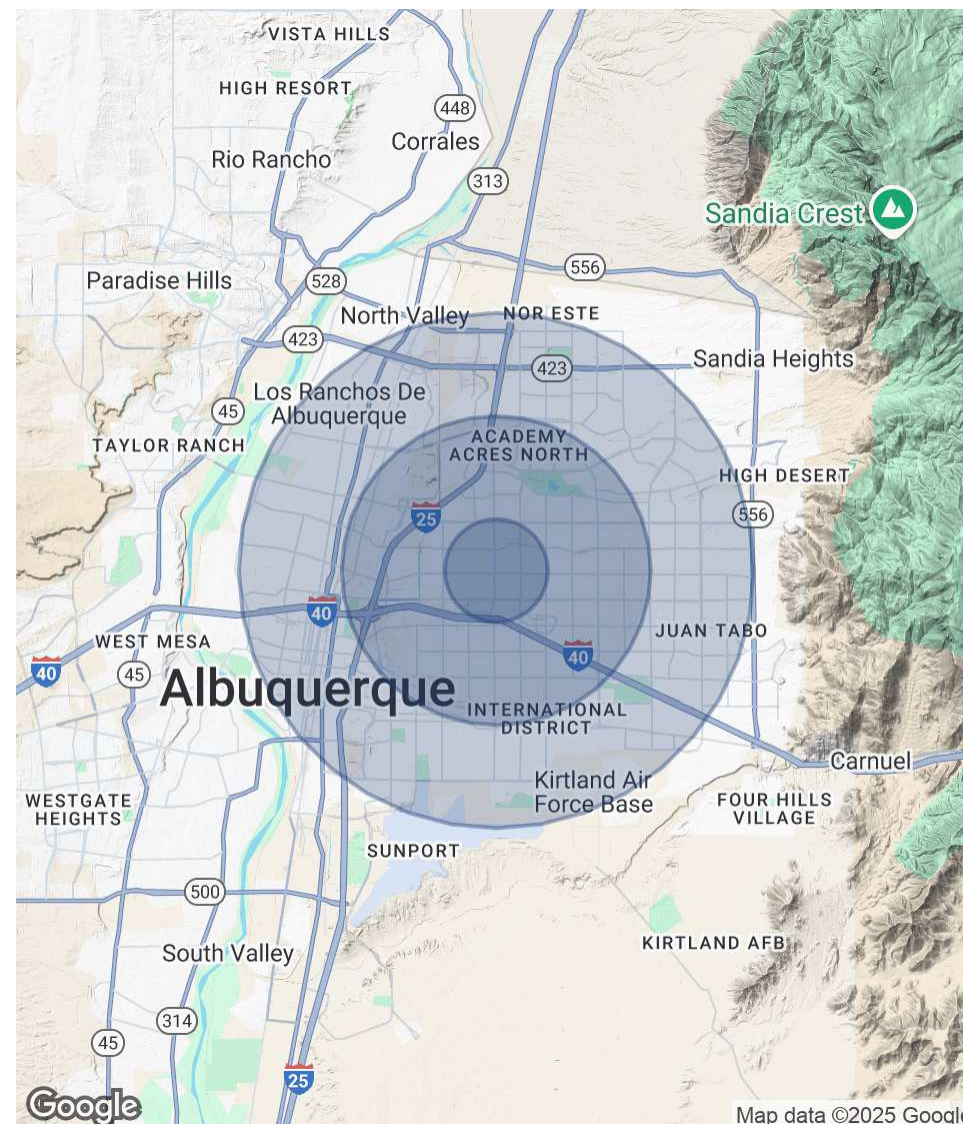 VISTA HILLS
HIGH RESORT
448
Corrales
Rio Rancho
313
Sandia Crest
556
Paradise Hills
528
North Valley
NOR ESTE
423
Sandia Heights
423
Los Ranchos De
Albuquerque
45
TAYLOR RANCH
ACADEMY
ACRES NORTH
HIGH DESERT
25
556
40
WEST MESA
JUAN TABO
40
40
45
Albuquerque
INTERNATIONAL
DISTRICT
Carnuel
Kirtland Air
Force Base
WESTGATE
HEIGHTS
FOUR HILLS
VILLAGE
SUNPORT
500
South Valley
KIRTLAND AFB
314
45
25
Google
Map data ©2025 Google